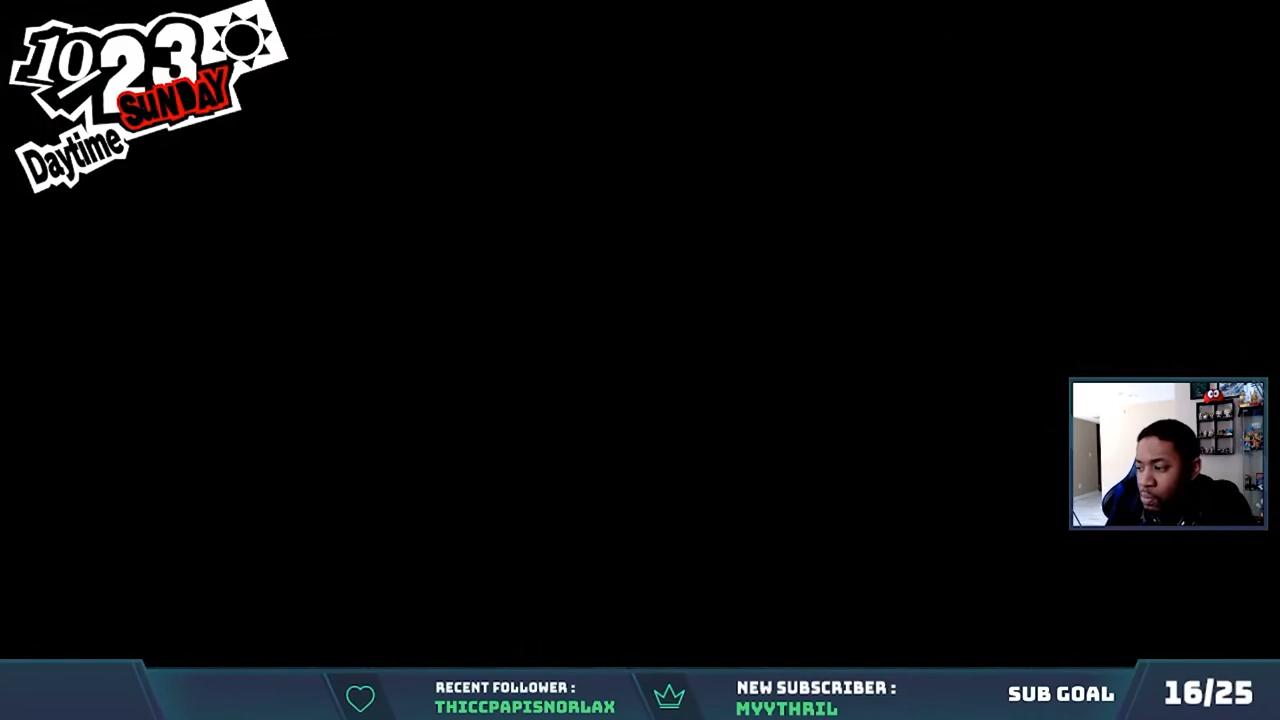 10/23
SUNDAY
Daytime
RECENT FOLLOWER :
THICCPAPISNORLAX
NEW SUBSCRIBER :
MYYTHRIL
SUB GOAL
16/25